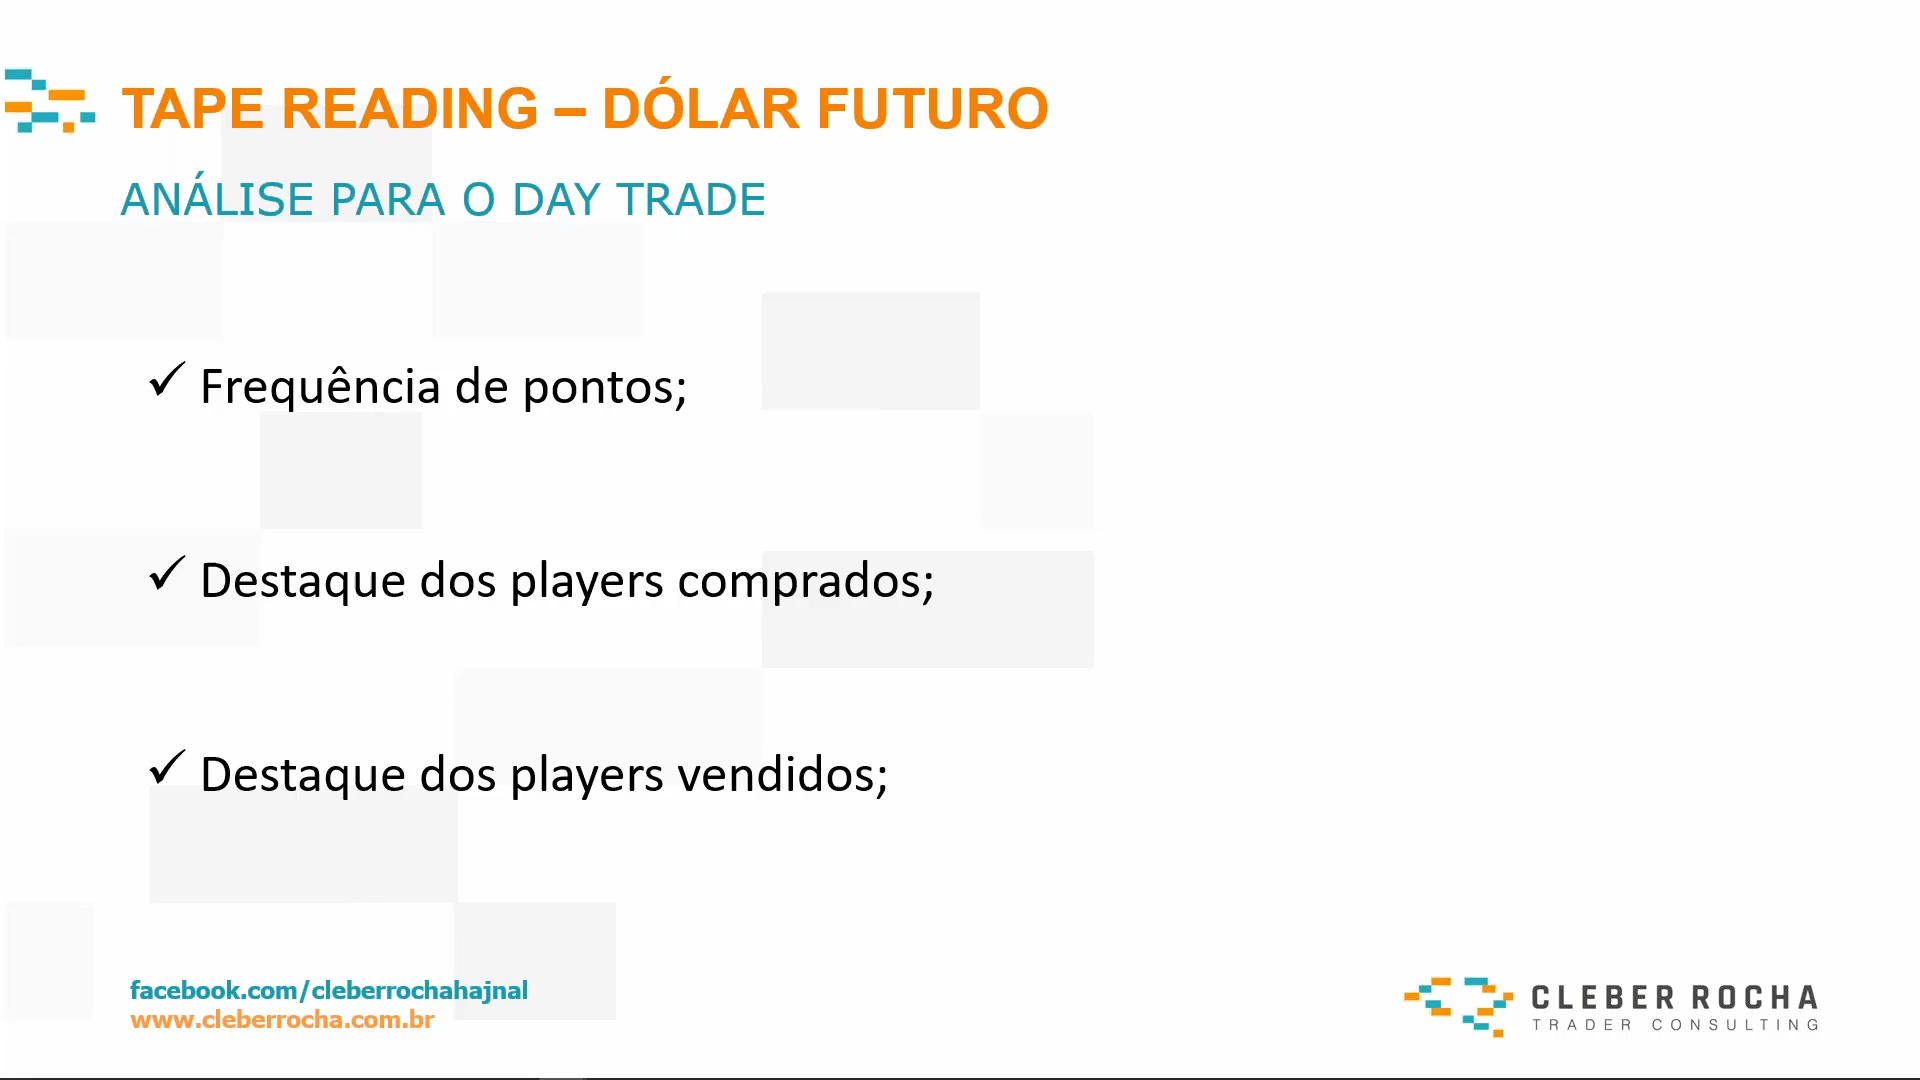 TAPE READING – DÓLAR FUTURO
ANÁLISE PARA O DAY TRADE
✓ Frequência de pontos;
✓ Destaque dos players comprados;
✓ Destaque dos players vendidos;
facebook.com/cleberrochahajnal
www.cleberrocha.com.br
CLEBER ROCHA
TRADER CONSULTING